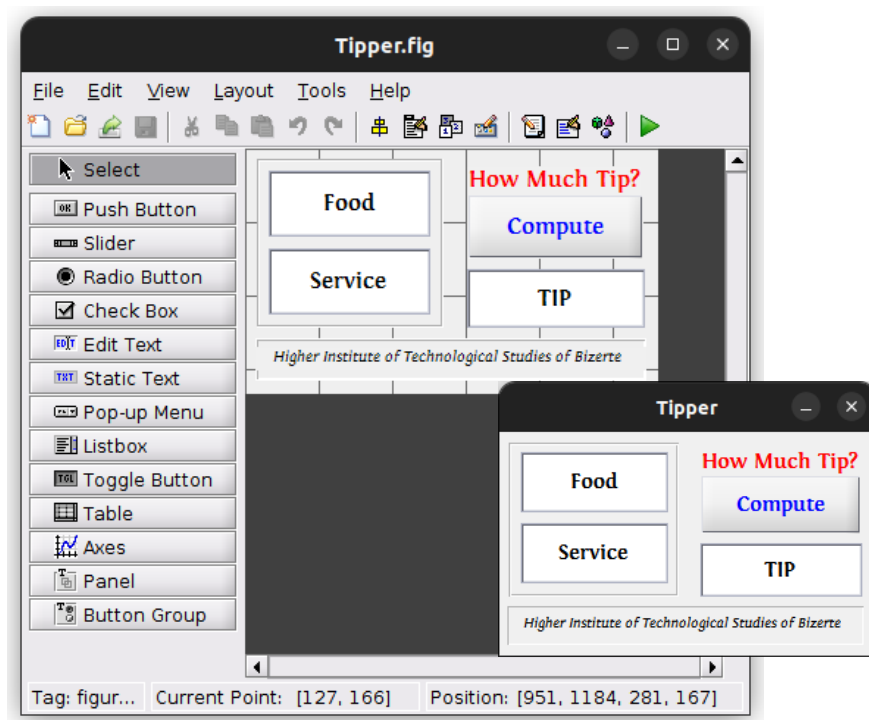 Tipper.fig
File Edit View Layout Tools Help
Select
Push Button
Slider
Radio Button
Check Box
Edit Text
Static Text
Pop-up Menu
Listbox
Toggle Button
Table
Axes
Panel
Button Group
Food
Service
How Much Tip?
Compute
TIP
Higher Institute of Technological Studies of Bizerte
Tipper
Food
Service
How Much Tip?
Compute
TIP
Higher Institute of Technological Studies of Bizerte
Tag: figur... Current Point: [127, 166] Position: [951, 1184, 281, 167]